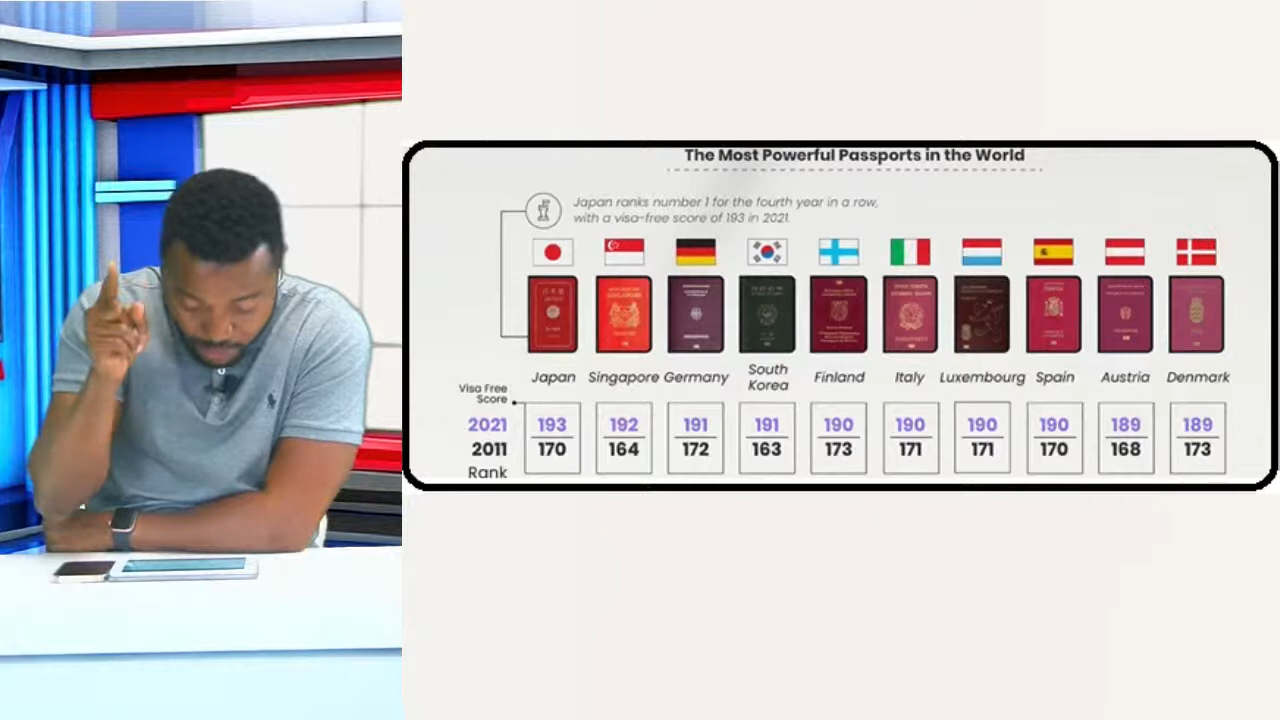 The Most Powerful Passports in the World
Japan ranks number 1 for the fourth year in a row,
with a visa-free score of 193 in 2021.
Japan Singapore Germany South Korea Finland Italy Luxembourg Spain Austria Denmark
Visa Free
Score
2021 193 192 191 191 190 190 190 190 189 189
2011 170 164 172 163 173 171 171 170 168 173
Rank